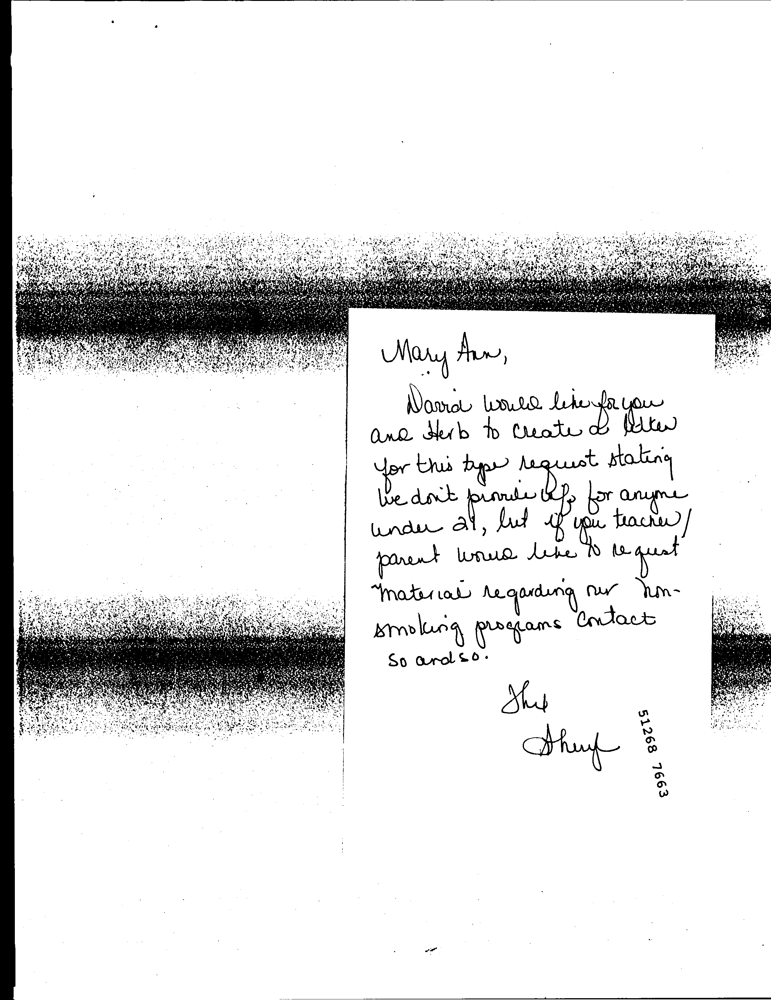 Mary Ann,
David would like for you
and Herb to create a letter
for this type request stating
we don't provide info for anyone
under 21, but if you teacher/
parent would like to request
material regarding our non-
smoking programs contact
so and so.
Thx
Sheryl
51268 7663